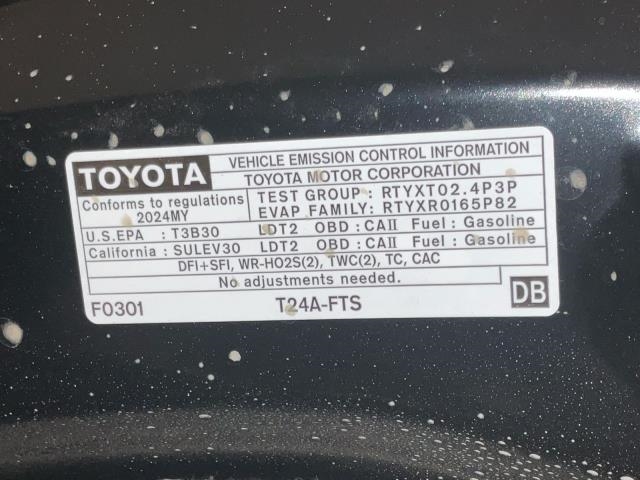 TOYOTA
VEHICLE EMISSION CONTROL INFORMATION
TOYOTA MOTOR CORPORATION
Conforms to regulations
2024MY
TEST GROUP : RTYXT02.4P3P
EVAP FAMILY: RTYXR0165P82
U.S.EPA : T3B30 LDT2 OBD : CAII Fuel : Gasoline
California : SULEV30 LDT2 OBD : CAII Fuel : Gasoline
DFI+SFI, WR-HO2S(2), TWC(2), TC, CAC
No adjustments needed.
F0301 T24A-FTS DB